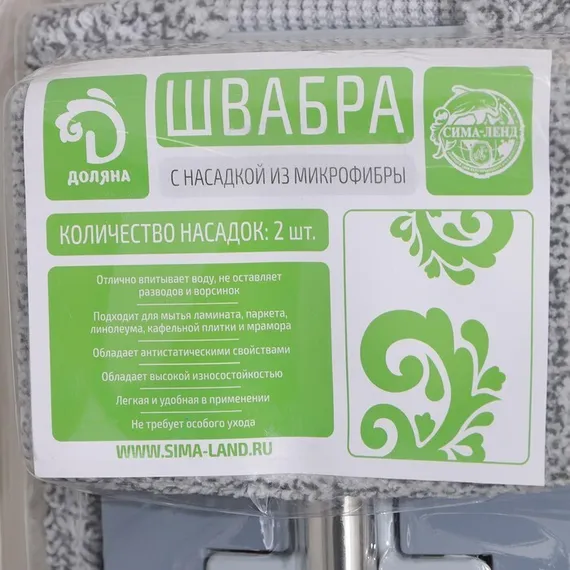 ДОЛЯНА
ШВАБРА
С НАСАДКОЙ ИЗ МИКРОФИБРЫ
СИМА-ЛЕНД
КОЛИЧЕСТВО НАСАДОК: 2 шт.
Отлично впитывает воду, не оставляет
разводов и ворсинок
Подходит для мытья ламината, паркета,
линолеума, кафельной плитки и мрамора
Обладает антистатическими свойствами
Обладает высокой износостойкостью
Легкая и удобная в применении
Не требует особого ухода
WWW.SIMA-LAND.RU